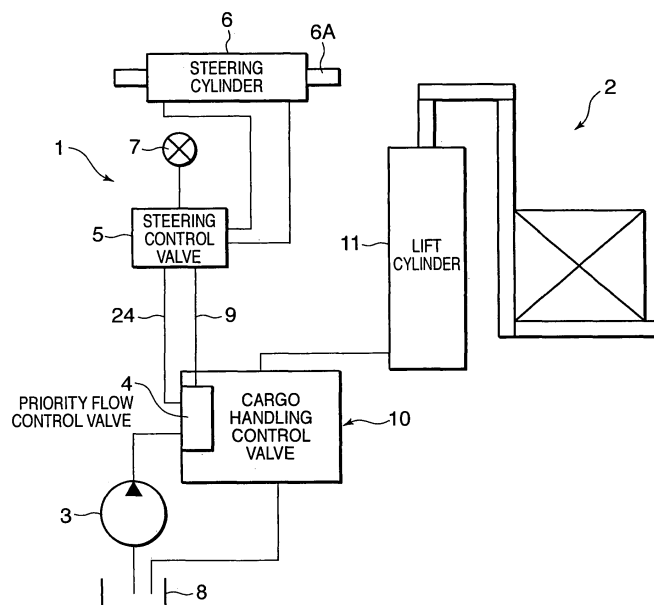 6
6A
STEERING
CYLINDER
2
1
7
5
STEERING
CONTROL
VALVE
11
LIFT
CYLINDER
24
9
4
PRIORITY FLOW
CONTROL VALVE
CARGO
HANDLING
CONTROL
VALVE
10
3
8